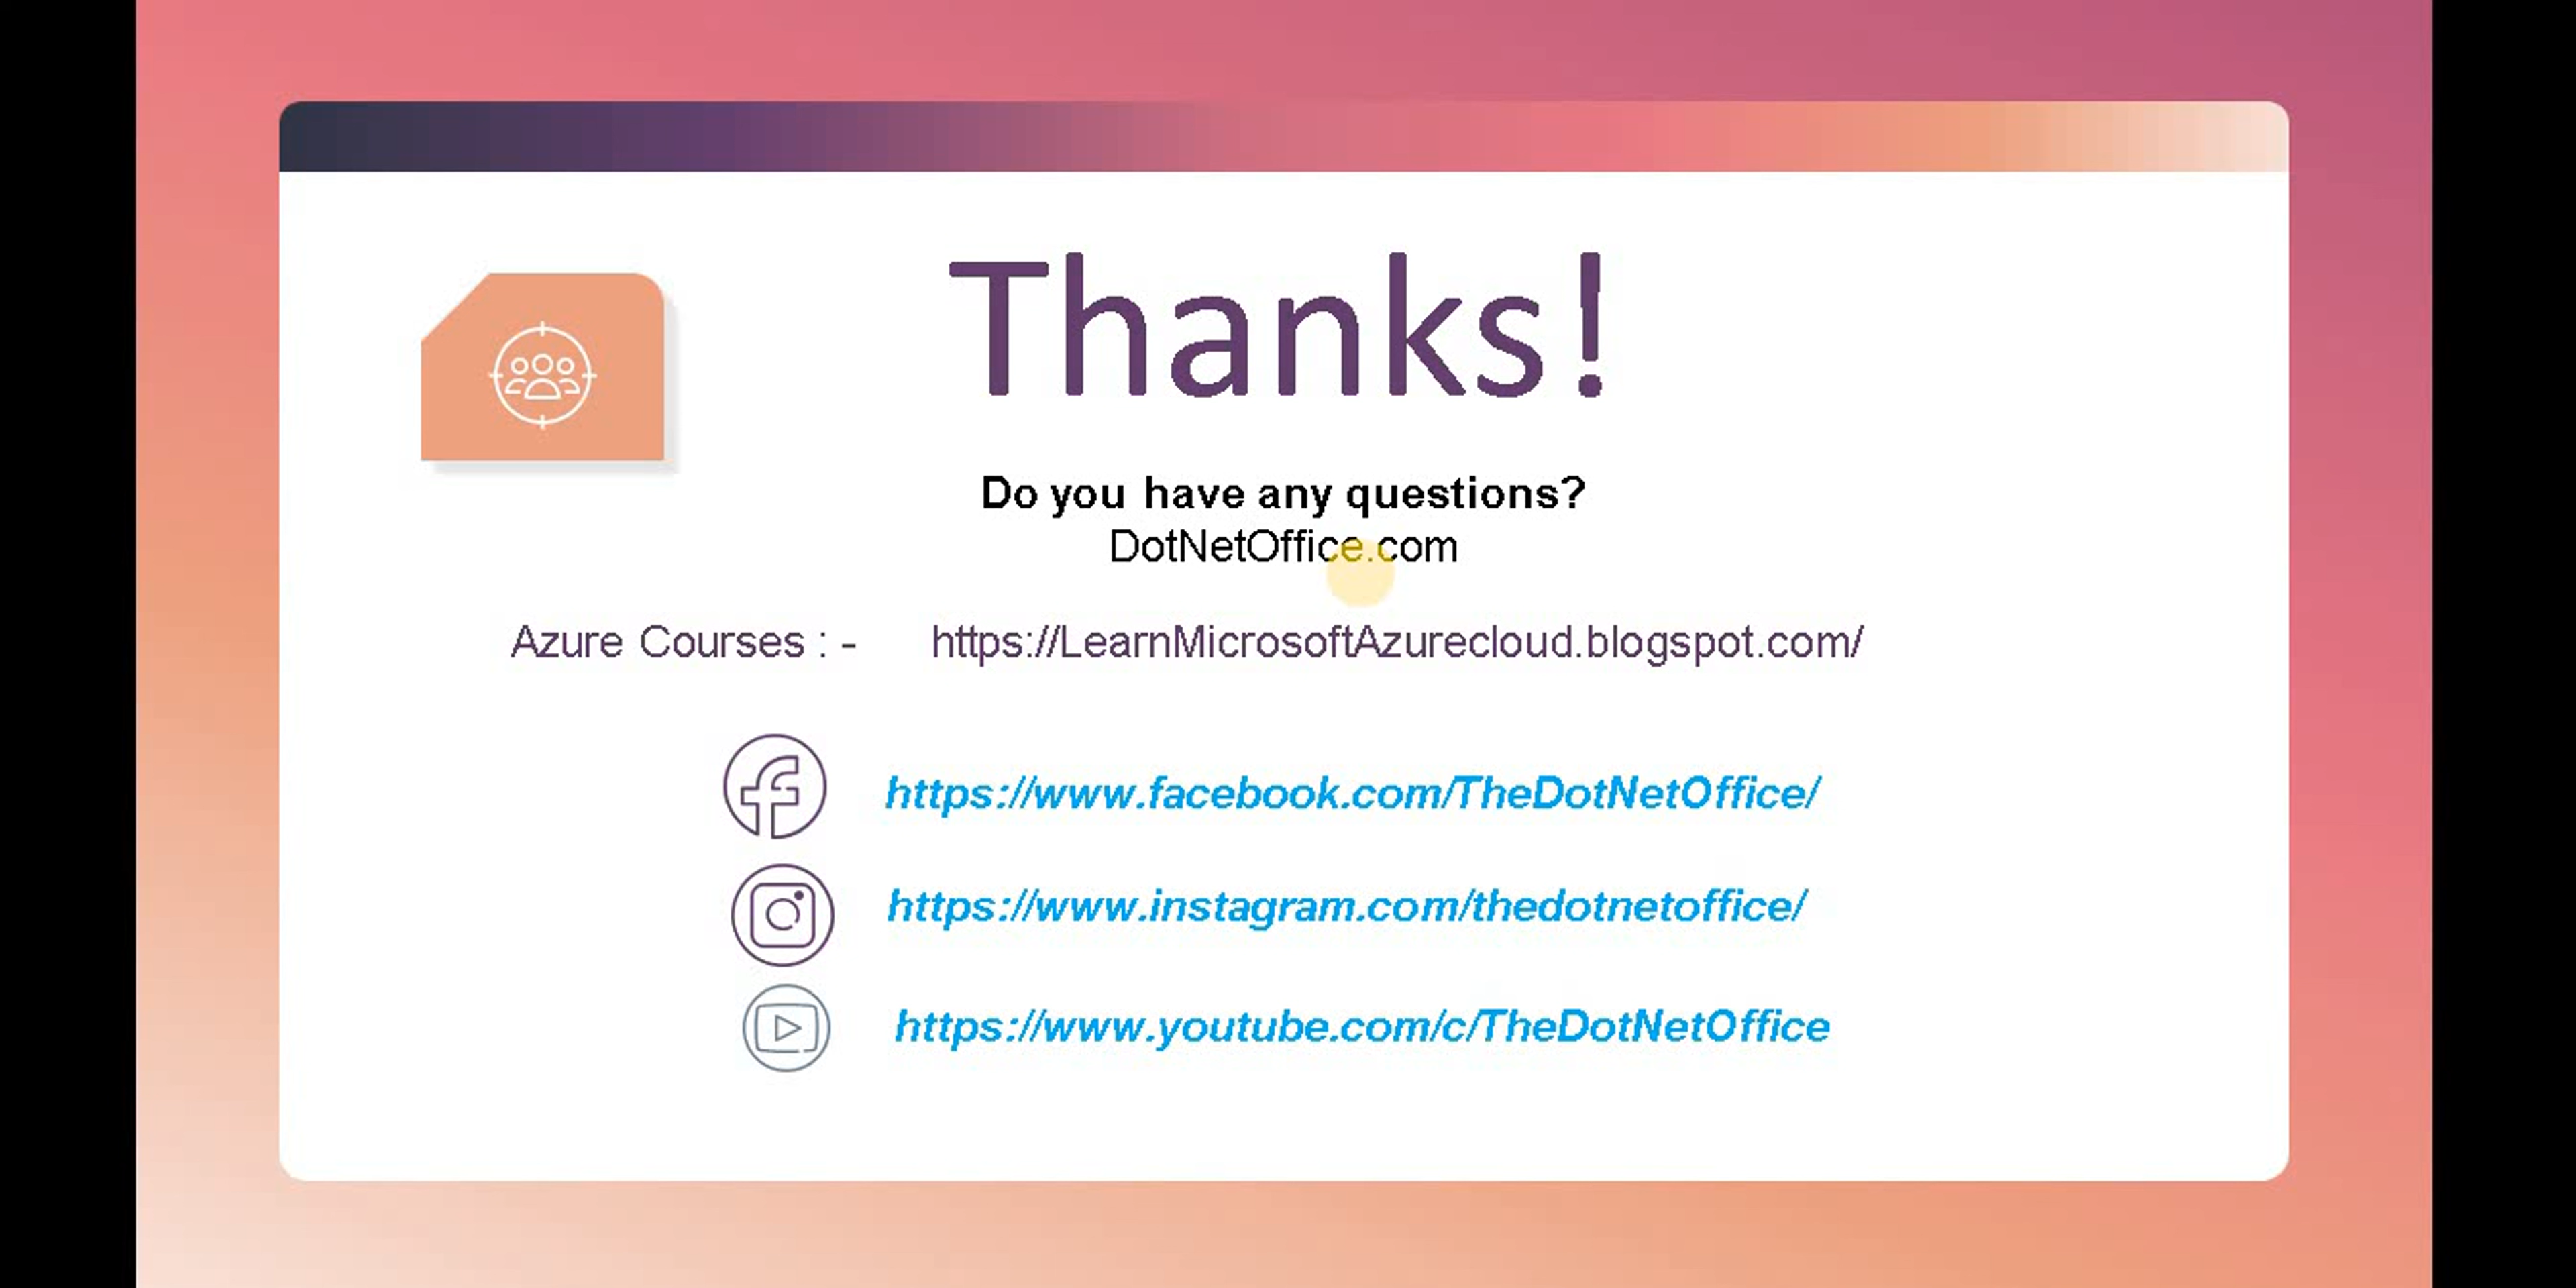 Thanks!
Do you have any questions?
DotNetOffice.com
Azure Courses : - https://LearnMicrosoftAzurecloud.blogspot.com/
https://www.facebook.com/TheDotNetOffice/
https://www.instagram.com/thedotnetoffice/
https://www.youtube.com/c/TheDotNetOffice